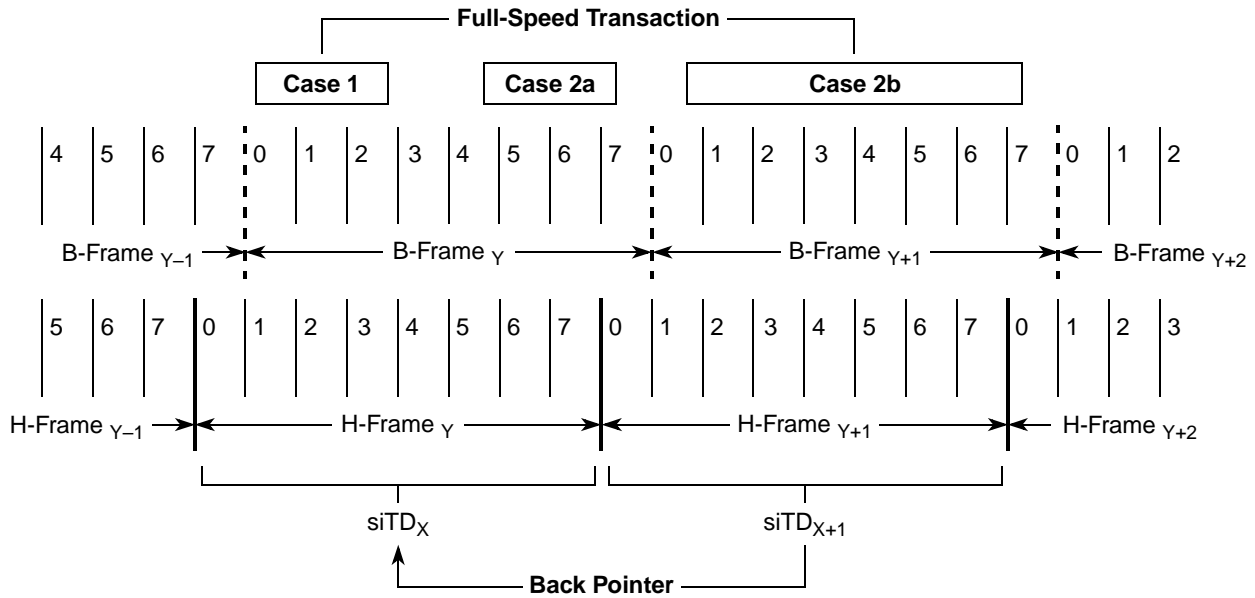 Full-Speed Transaction
Case 1 Case 2a Case 2b
4 5 6 7 0 1 2 3 4 5 6 7 0 1 2 3 4 5 6 7 0 1 2
B-Frame Y–1 B-Frame Y B-Frame Y+1 B-Frame Y+2
5 6 7 0 1 2 3 4 5 6 7 0 1 2 3 4 5 6 7 0 1 2 3
H-Frame Y–1 H-Frame Y H-Frame Y+1 H-Frame Y+2
siTDX siTDX+1
Back Pointer